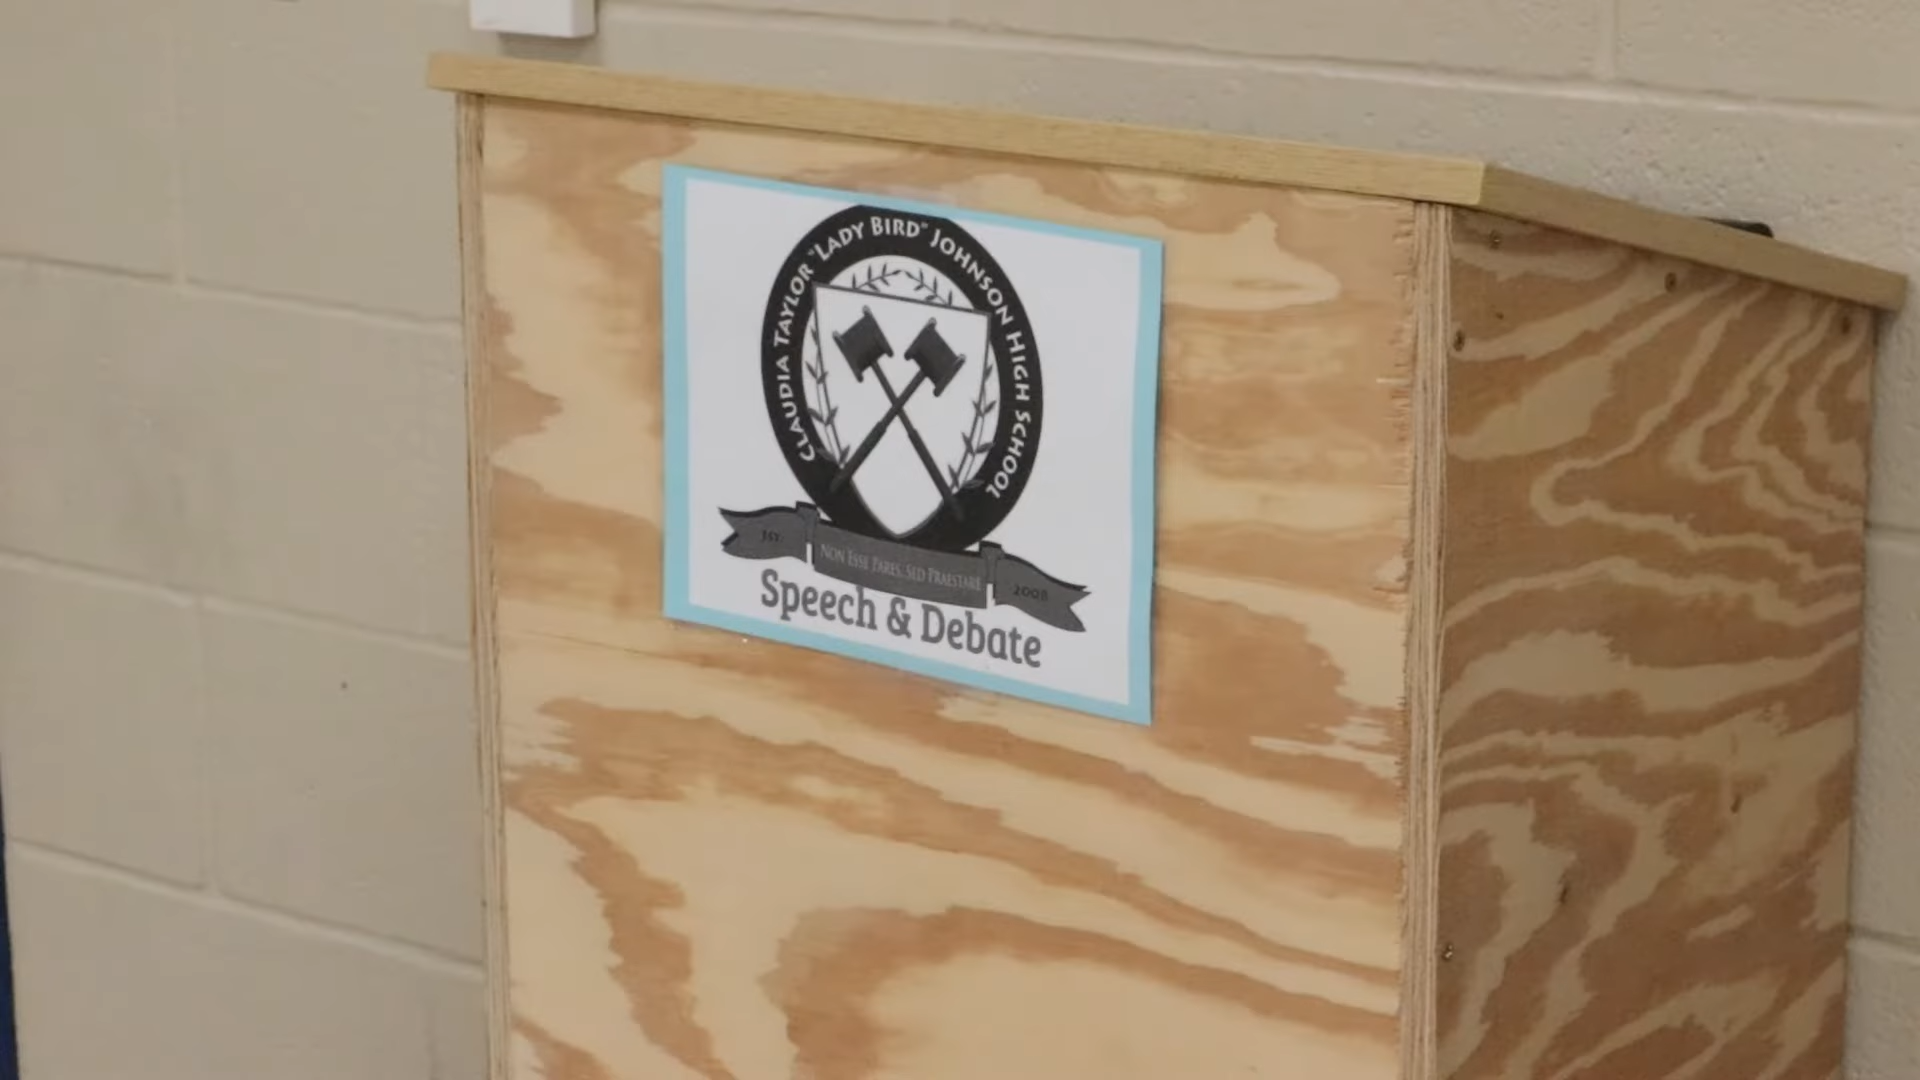 CLAUDIA TAYLOR "LADY BIRD" JOHNSON HIGH SCHOOL
EST.
NON ESSE PARES, SED PRAESTARE
2008
Speech & Debate